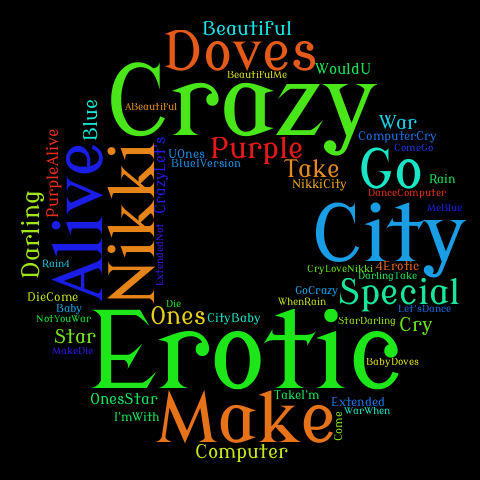 Beautiful
Doves
WouldU
BeautifulMe
Crazy
ABeautiful
War
Blue
ComputerCry
ComeGo
PurpleAlive
CrazyLet's
UOnes
Purple
BlueIVersion
Take
Go
Rain
NikkiCity
DanceComputer
Darling
Alive
Nikki
ExtendedNot
City
MeBlue
Rain4
CryLoveNikki
4Erotic
DarlingTake
DieCome
Die
GoCrazy
Special
WhenRain
Baby
NotYouWar
Ones
CityBaby
Let'sDance
StarDarling
Cry
Star
MakeDie
Erotic
BabyDoves
OnesStar
TakeI'm
Extended
I'mWith
Make
WarWhen
Come
Computer